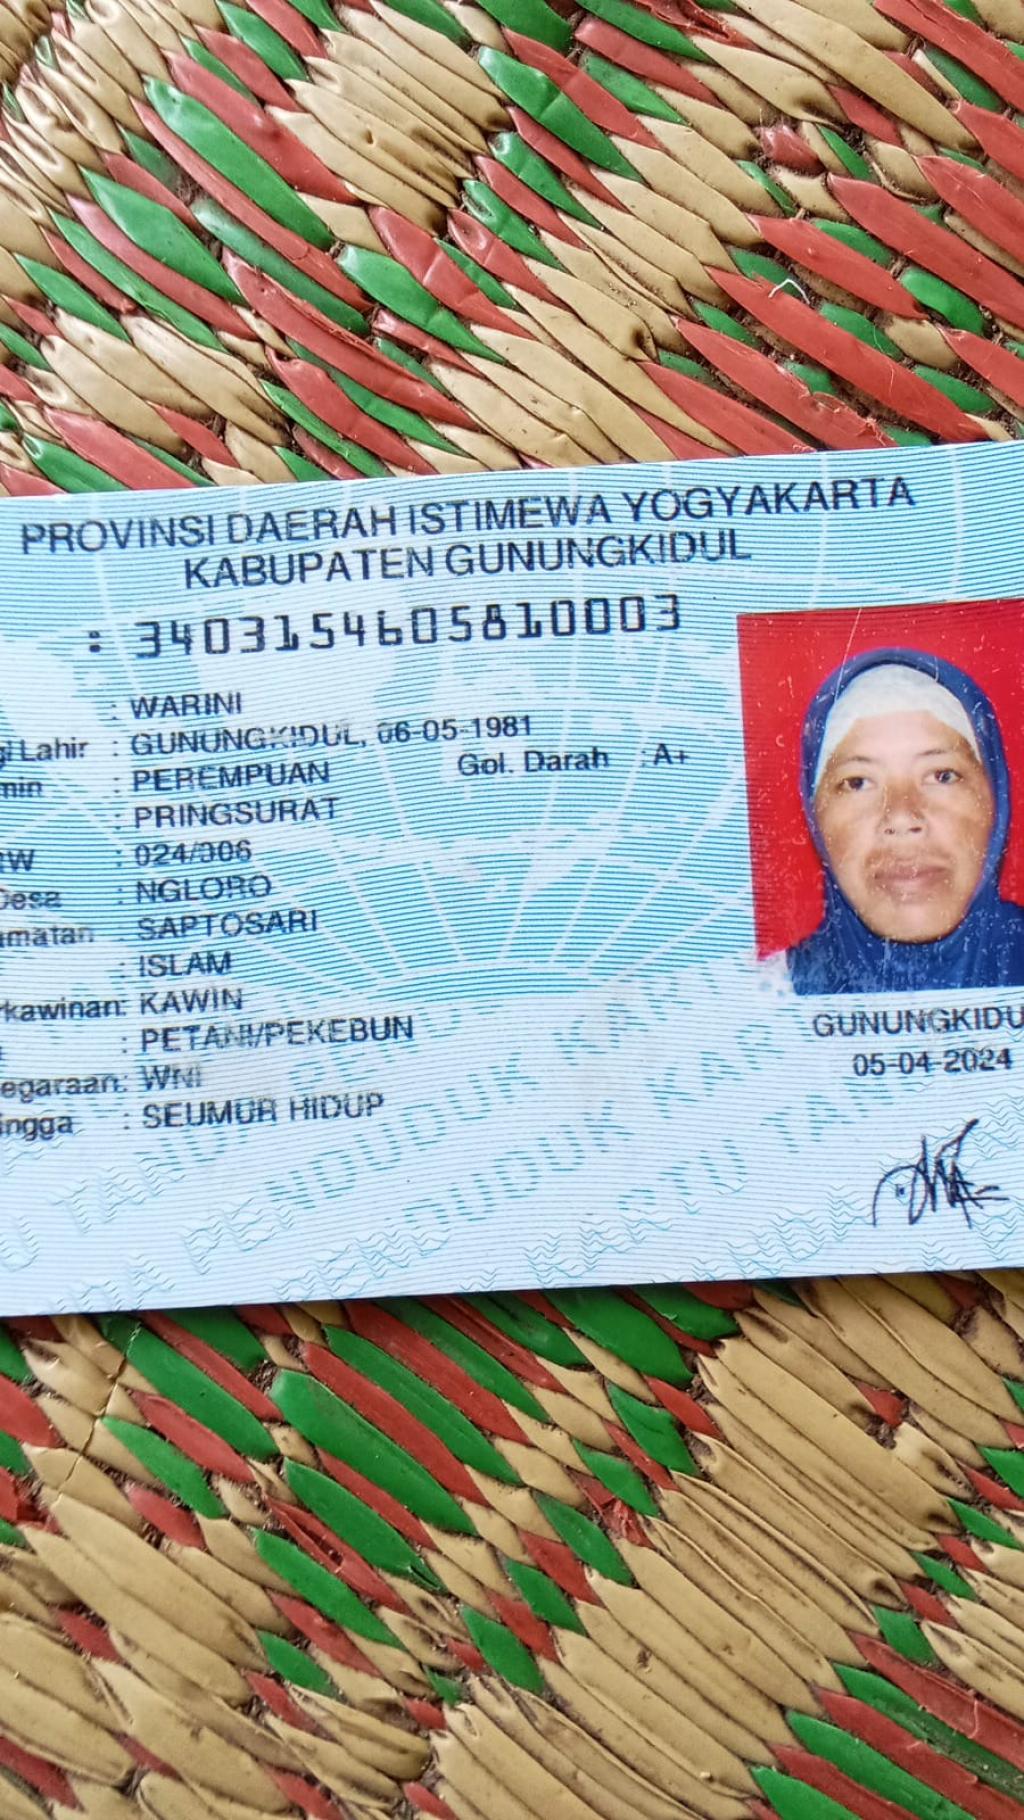 PROVINSI DAERAH ISTIMEWA YOGYAKARTA
KABUPATEN GUNUNGKIDUL
: 3403154605810003
: WARINI
gl Lahir : GUNUNGKIDUL, 06-05-1981
min : PEREMPUAN Gol. Darah : A+
: PRINGSURAT
RW : 024/006
Desa : NGLORO
amatan : SAPTOSARI
: ISLAM
rkawinan: KAWIN
: PETANI/PEKEBUN
egaraan: WNI
ingga : SEUMUR HIDUP
GUNUNGKIDU
05-04-2024